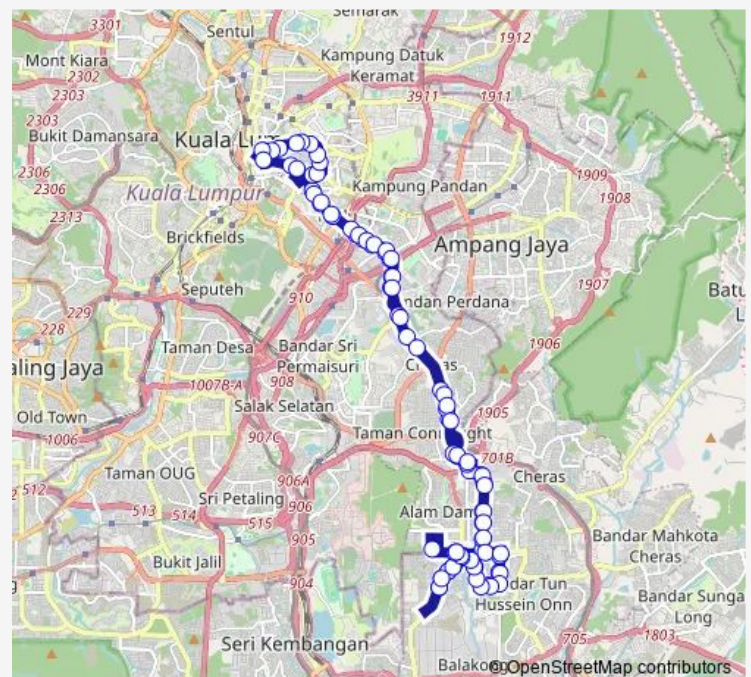 3301
Semarak
Sentul
1912
Mont Kiara
Kampung Datuk
Keramat
2302
2303
3911
1911
2303
Bukit Damansara
Kuala Lum
1909
2306
Kuala Lumpur
Kampung Pandan
2306
1908
2313
Brickfields
Ampang Jaya
Seputeh
1907
229
910
ndan Perdana
Batu
228
Taman Desa
Bandar Sri
Permaisuri
1906
aling Jaya
1007B-A
908
Ch
as
Old Town
Salak Selatan
1905
1006
907C
Taman Con
ght
701B
Taman OUG
906A
Cheras
512
Sri Petaling
906
513
514
515
Alam Dam
905
Bandar Mahkota
Cheras
Bukit Jalil
904
dar Tun
Hussein Onn
Bandar Sunga
Long
Seri Kembangan
705
1803
Balakong
©OpenStreetMap contributors